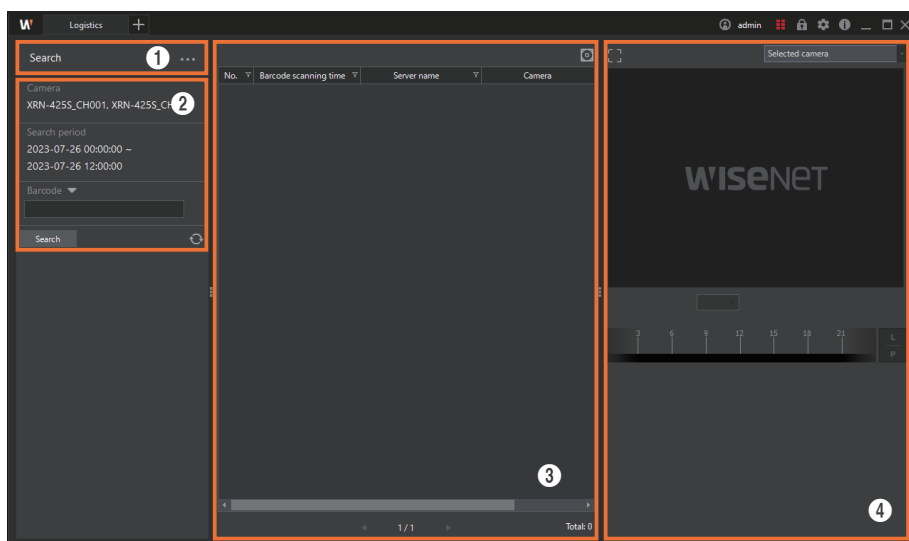 W Logistics + admin
Search 1 ...
Camera
XRN-425S_CH001, XRN-425S_CH 2
Search period
2023-07-26 00:00:00 ~
2023-07-26 12:00:00
Barcode
Search
No. Barcode scanning time Server name Camera
3
1 / 1 Total: 0
Selected camera
WISENET
3 6 9 12 15 18 21 L
P
4